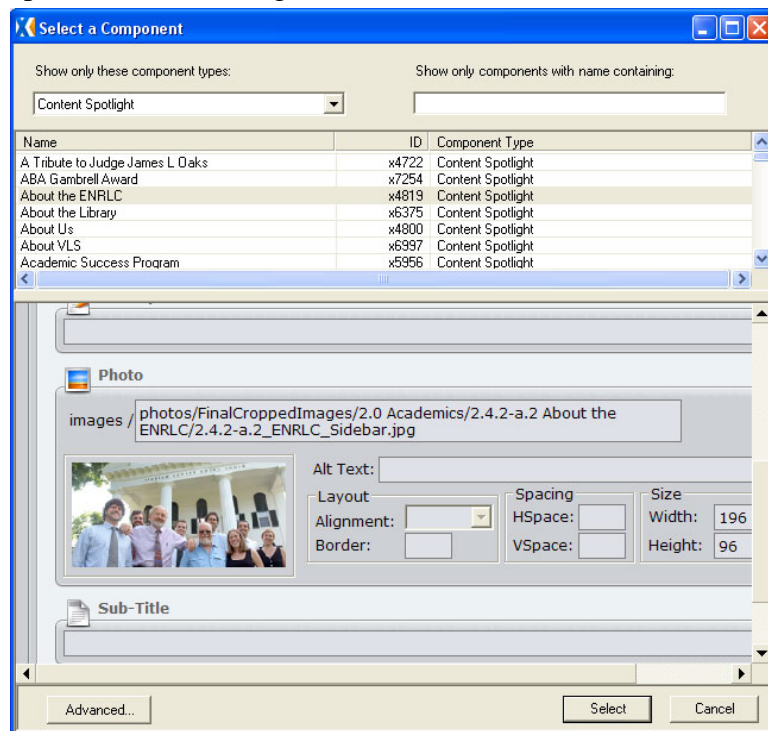 Select a Component
Show only these component types:
Show only components with name containing:
Content Spotlight
Name ID Component Type
A Tribute to Judge James L Oaks x4722 Content Spotlight
ABA Gambrell Award x7254 Content Spotlight
About the ENRLC x4819 Content Spotlight
About the Library x6375 Content Spotlight
About Us x4800 Content Spotlight
About VLS x6997 Content Spotlight
Academic Success Program x5956 Content Spotlight
Photo
images / photos/FinalCroppedImages/2.0 Academics/2.4.2-a.2 About the
ENRLC/2.4.2-a.2_ENRLC_Sidebar.jpg
Alt Text:
Layout Spacing Size
Alignment: HSpace: Width: 196
Border: VSpace: Height: 96
Sub-Title
Advanced... Select Cancel